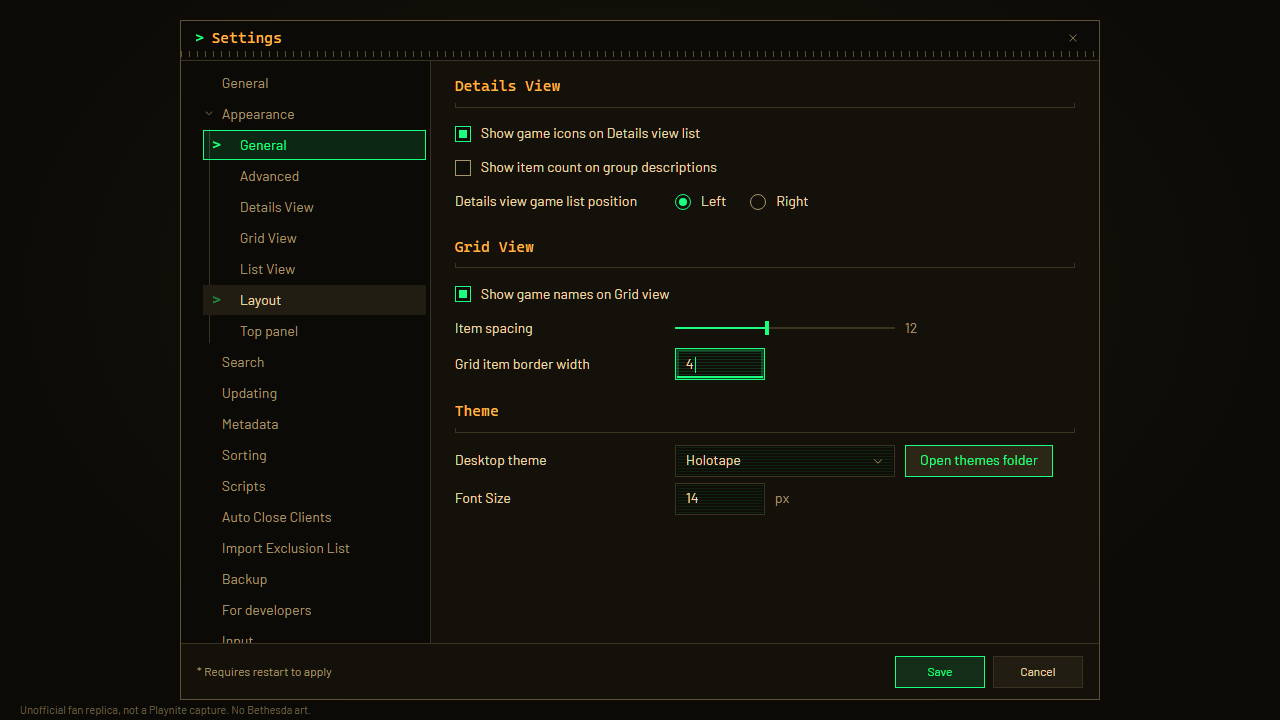 > Settings
General
Appearance
> General
Advanced
Details View
Grid View
List View
> Layout
Top panel
Search
Updating
Metadata
Sorting
Scripts
Auto Close Clients
Import Exclusion List
Backup
For developers
Input
Details View
Show game icons on Details view list
Show item count on group descriptions
Details view game list position Left Right
Grid View
Show game names on Grid view
Item spacing 12
Grid item border width 4
Theme
Desktop theme Holotape Open themes folder
Font Size 14 px
* Requires restart to apply
Save Cancel
Unofficial fan replica, not a Playnite capture. No Bethesda art.